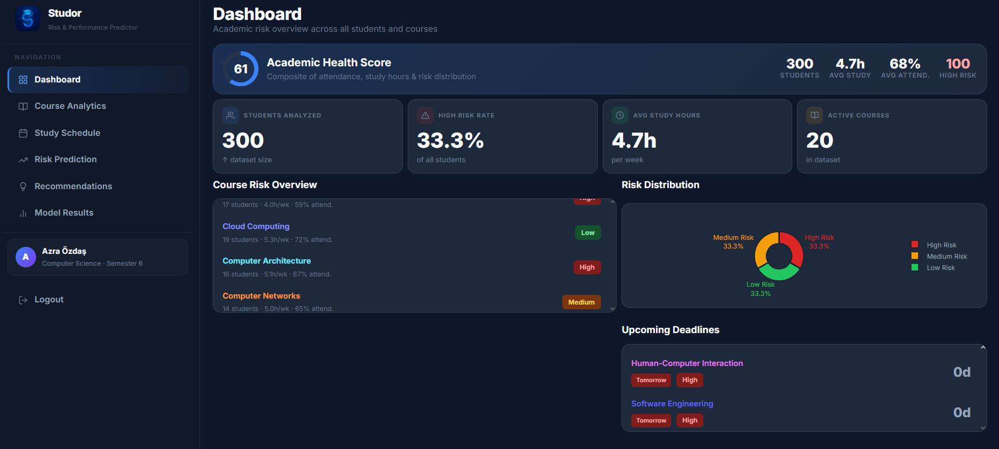 Studor
Risk & Performance Predictor
NAVIGATION
Dashboard
Course Analytics
Study Schedule
Risk Prediction
Recommendations
Model Results
A
Azra Özdaş
Computer Science · Semester 6
Logout
Dashboard
Academic risk overview across all students and courses
61
Academic Health Score
Composite of attendance, study hours & risk distribution
300
STUDENTS
4.7h
AVG STUDY
68%
AVG ATTEND.
100
HIGH RISK
STUDENTS ANALYZED
300
↑ dataset size
HIGH RISK RATE
33.3%
of all students
AVG STUDY HOURS
4.7h
per week
ACTIVE COURSES
20
in dataset
Course Risk Overview
17 students · 4.0h/wk · 59% attend.
High
Cloud Computing
19 students · 5.3h/wk · 72% attend.
Low
Computer Architecture
16 students · 5.1h/wk · 67% attend.
High
Computer Networks
14 students · 5.0h/wk · 65% attend.
Medium
Risk Distribution
Medium Risk
33.3%
High Risk
33.3%
Low Risk
33.3%
High Risk
Medium Risk
Low Risk
Upcoming Deadlines
Human-Computer Interaction
Tomorrow High
0d
Software Engineering
Tomorrow High
0d